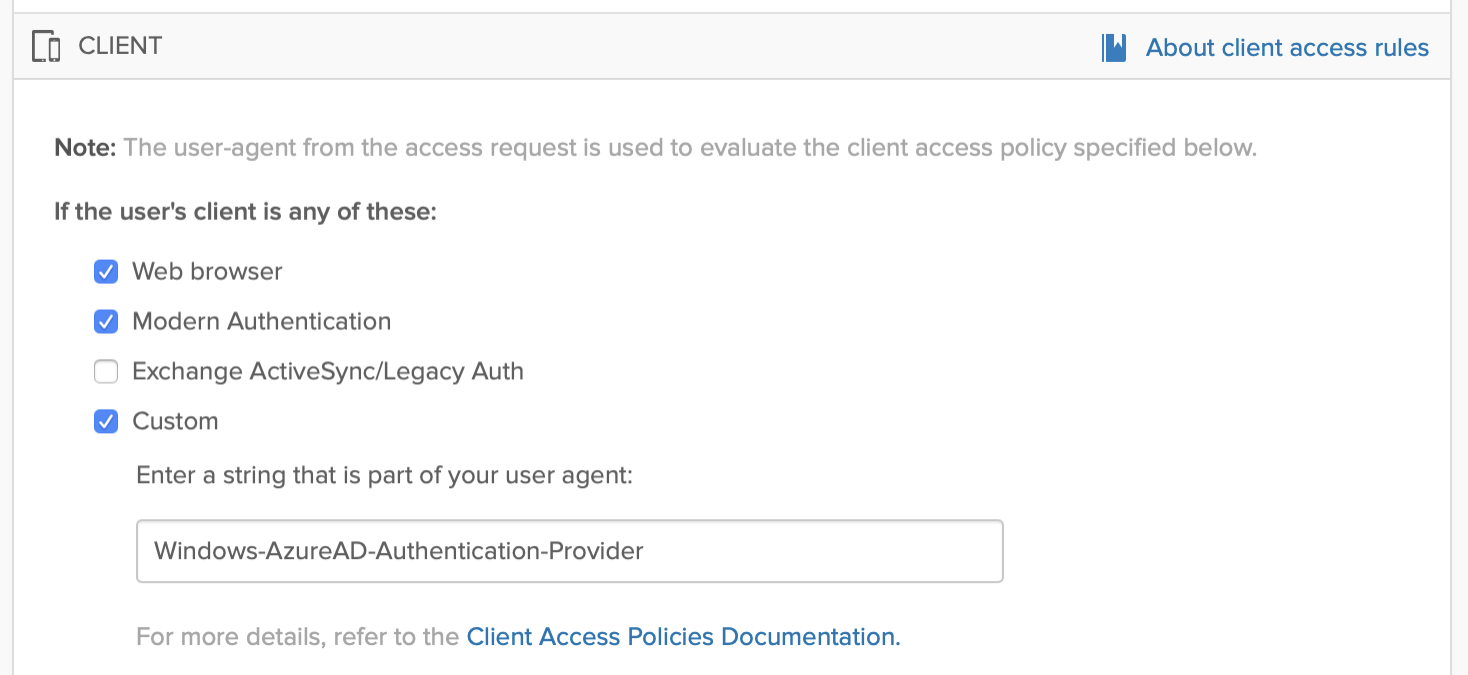 CLIENT
About client access rules
Note: The user-agent from the access request is used to evaluate the client access policy specified below.
If the user's client is any of these:
Web browser
Modern Authentication
Exchange ActiveSync/Legacy Auth
Custom
Enter a string that is part of your user agent:
Windows-AzureAD-Authentication-Provider
For more details, refer to the Client Access Policies Documentation.